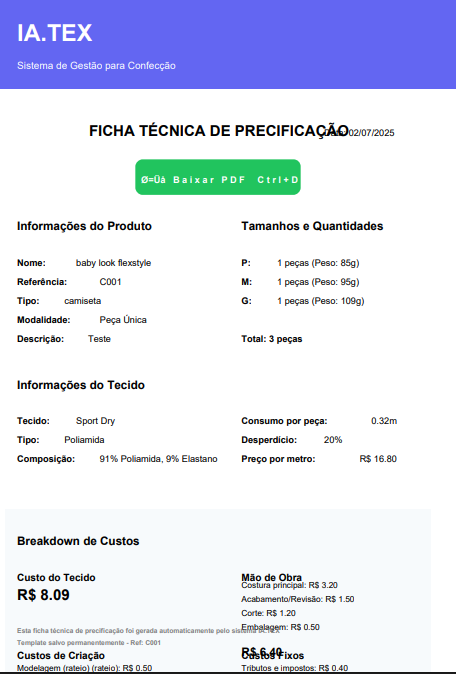 IA.TEX
Sistema de Gestão para Confecção
FICHA TÉCNICA DE PRECIFICAÇÃO
02/07/2025
Ø=Üà Baixar PDF Ctrl+D
Informações do Produto
Tamanhos e Quantidades
Nome: baby look flexstyle
P: 1 peças (Peso: 85g)
Referência: C001
M: 1 peças (Peso: 95g)
Tipo: camiseta
G: 1 peças (Peso: 109g)
Modalidade: Peça Única
Descrição: Teste
Total: 3 peças
Informações do Tecido
Tecido: Sport Dry
Consumo por peça: 0.32m
Tipo: Poliamida
Desperdício: 20%
Composição: 91% Poliamida, 9% Elastano
Preço por metro: R$ 16.80
Breakdown de Custos
Custo do Tecido
Mão de Obra
R$ 8.09
Costura principal: R$ 3.20
Acabamento/Revisão: R$ 1.50
Corte: R$ 1.20
Embalagem: R$ 0.50
Esta ficha técnica de precificação foi gerada automaticamente pelo sistema IA.TEX
Template salvo permanentemente - Ref: C001
R$ 6.40
Custos de Criação
Custos Fixos
Modelagem (rateio) (rateio): R$ 0.50
Tributos e impostos: R$ 0.40